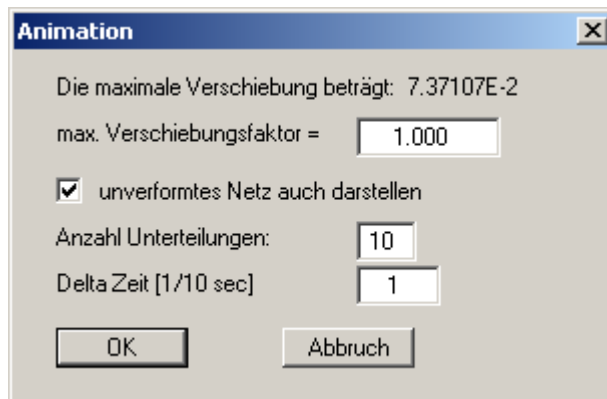 Animation
Die maximale Verschiebung beträgt: 7.37107E-2
max. Verschiebungsfaktor = 1.000
unverformtes Netz auch darstellen
Anzahl Unterteilungen: 10
Delta Zeit [1/10 sec] 1
OK Abbruch